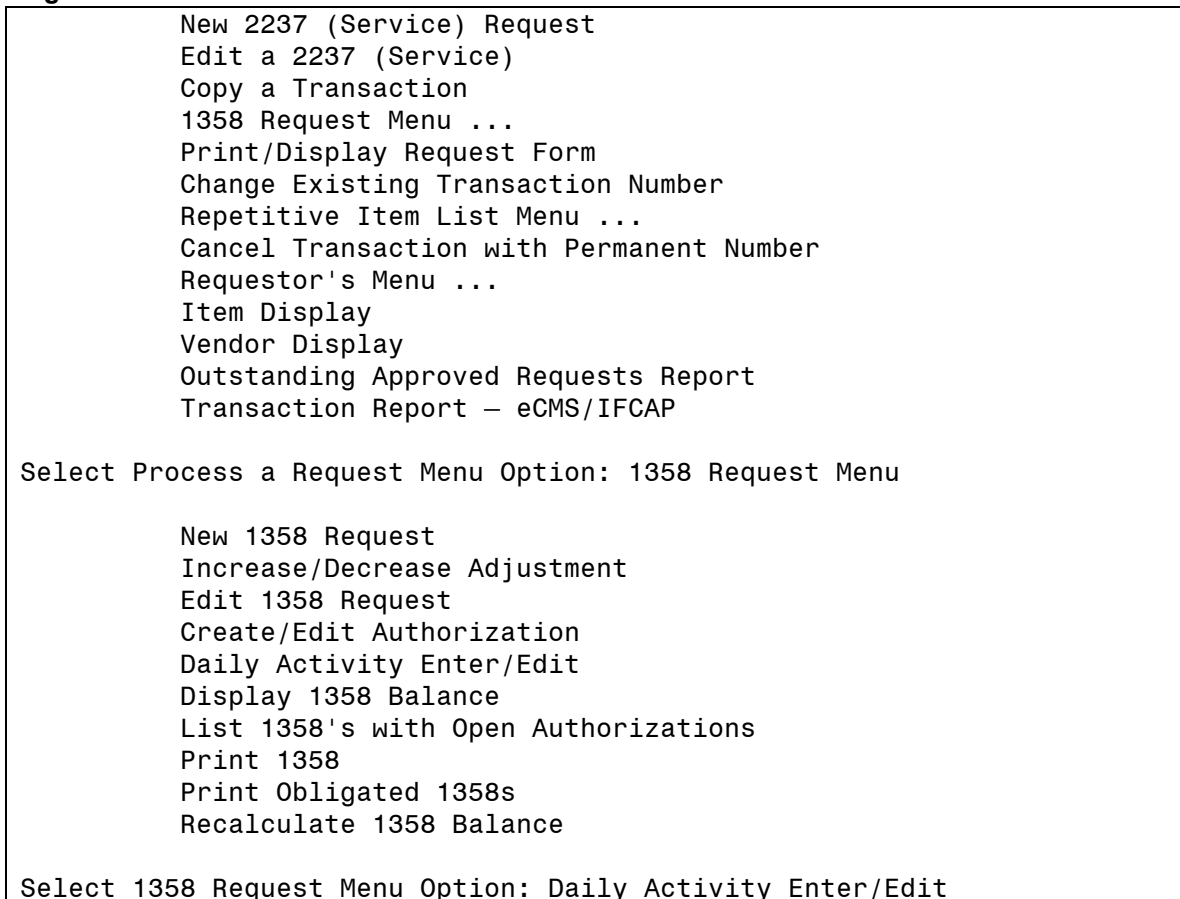 New 2237 (Service) Request
Edit a 2237 (Service)
Copy a Transaction
1358 Request Menu ...
Print/Display Request Form
Change Existing Transaction Number
Repetitive Item List Menu ...
Cancel Transaction with Permanent Number
Requestor's Menu ...
Item Display
Vendor Display
Outstanding Approved Requests Report
Transaction Report – eCMS/IFCAP
Select Process a Request Menu Option: 1358 Request Menu
New 1358 Request
Increase/Decrease Adjustment
Edit 1358 Request
Create/Edit Authorization
Daily Activity Enter/Edit
Display 1358 Balance
List 1358's with Open Authorizations
Print 1358
Print Obligated 1358s
Recalculate 1358 Balance
Select 1358 Request Menu Option: Daily Activity Enter/Edit